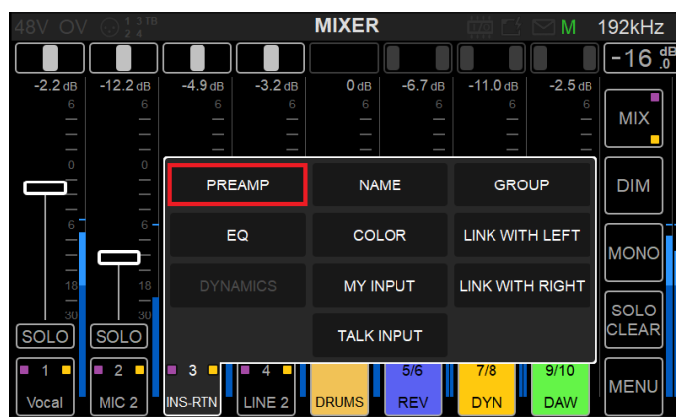 48V OV 1 3 TB MIXER M 192kHz
2 4
-16 .0 dB
-2.2 dB -12.2 dB -4.9 dB -3.2 dB 0 dB -6.7 dB -11.0 dB -2.5 dB
6 6 6 6 6 6 6 6
MIX
0 0
PREAMP NAME GROUP DIM
6 6
EQ COLOR LINK WITH LEFT MONO
18 18
DYNAMICS MY INPUT LINK WITH RIGHT
30 30
SOLO SOLO TALK INPUT SOLO CLEAR
1 2 3 4 5/6 7/8 9/10
Vocal MIC 2 INS-RTN LINE 2 DRUMS REV DYN DAW MENU